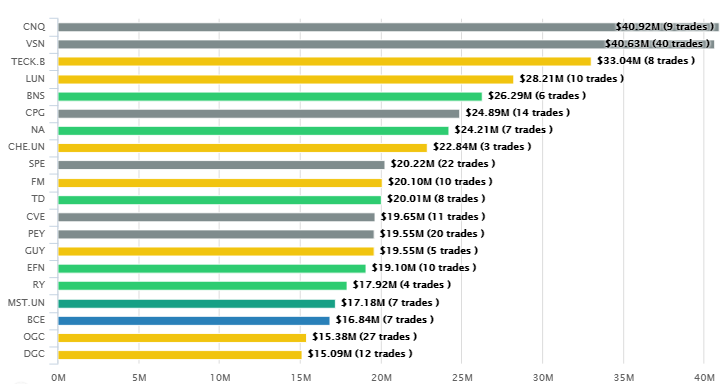 CNQ $40.92M (9 trades )
VSN $40.63M (40 trades )
TECK.B $33.04M (8 trades )
LUN $28.21M (10 trades )
BNS $26.29M (6 trades )
CPG $24.89M (14 trades )
NA $24.21M (7 trades )
CHE.UN $22.84M (3 trades )
SPE $20.22M (22 trades )
FM $20.10M (10 trades )
TD $20.01M (8 trades )
CVE $19.65M (11 trades )
PEY $19.55M (20 trades )
GUY $19.55M (5 trades )
EFN $19.10M (10 trades )
RY $17.92M (4 trades )
MST.UN $17.18M (7 trades )
BCE $16.84M (7 trades )
OGC $15.38M (27 trades )
DGC $15.09M (12 trades )
0M 5M 10M 15M 20M 25M 30M 35M 40M